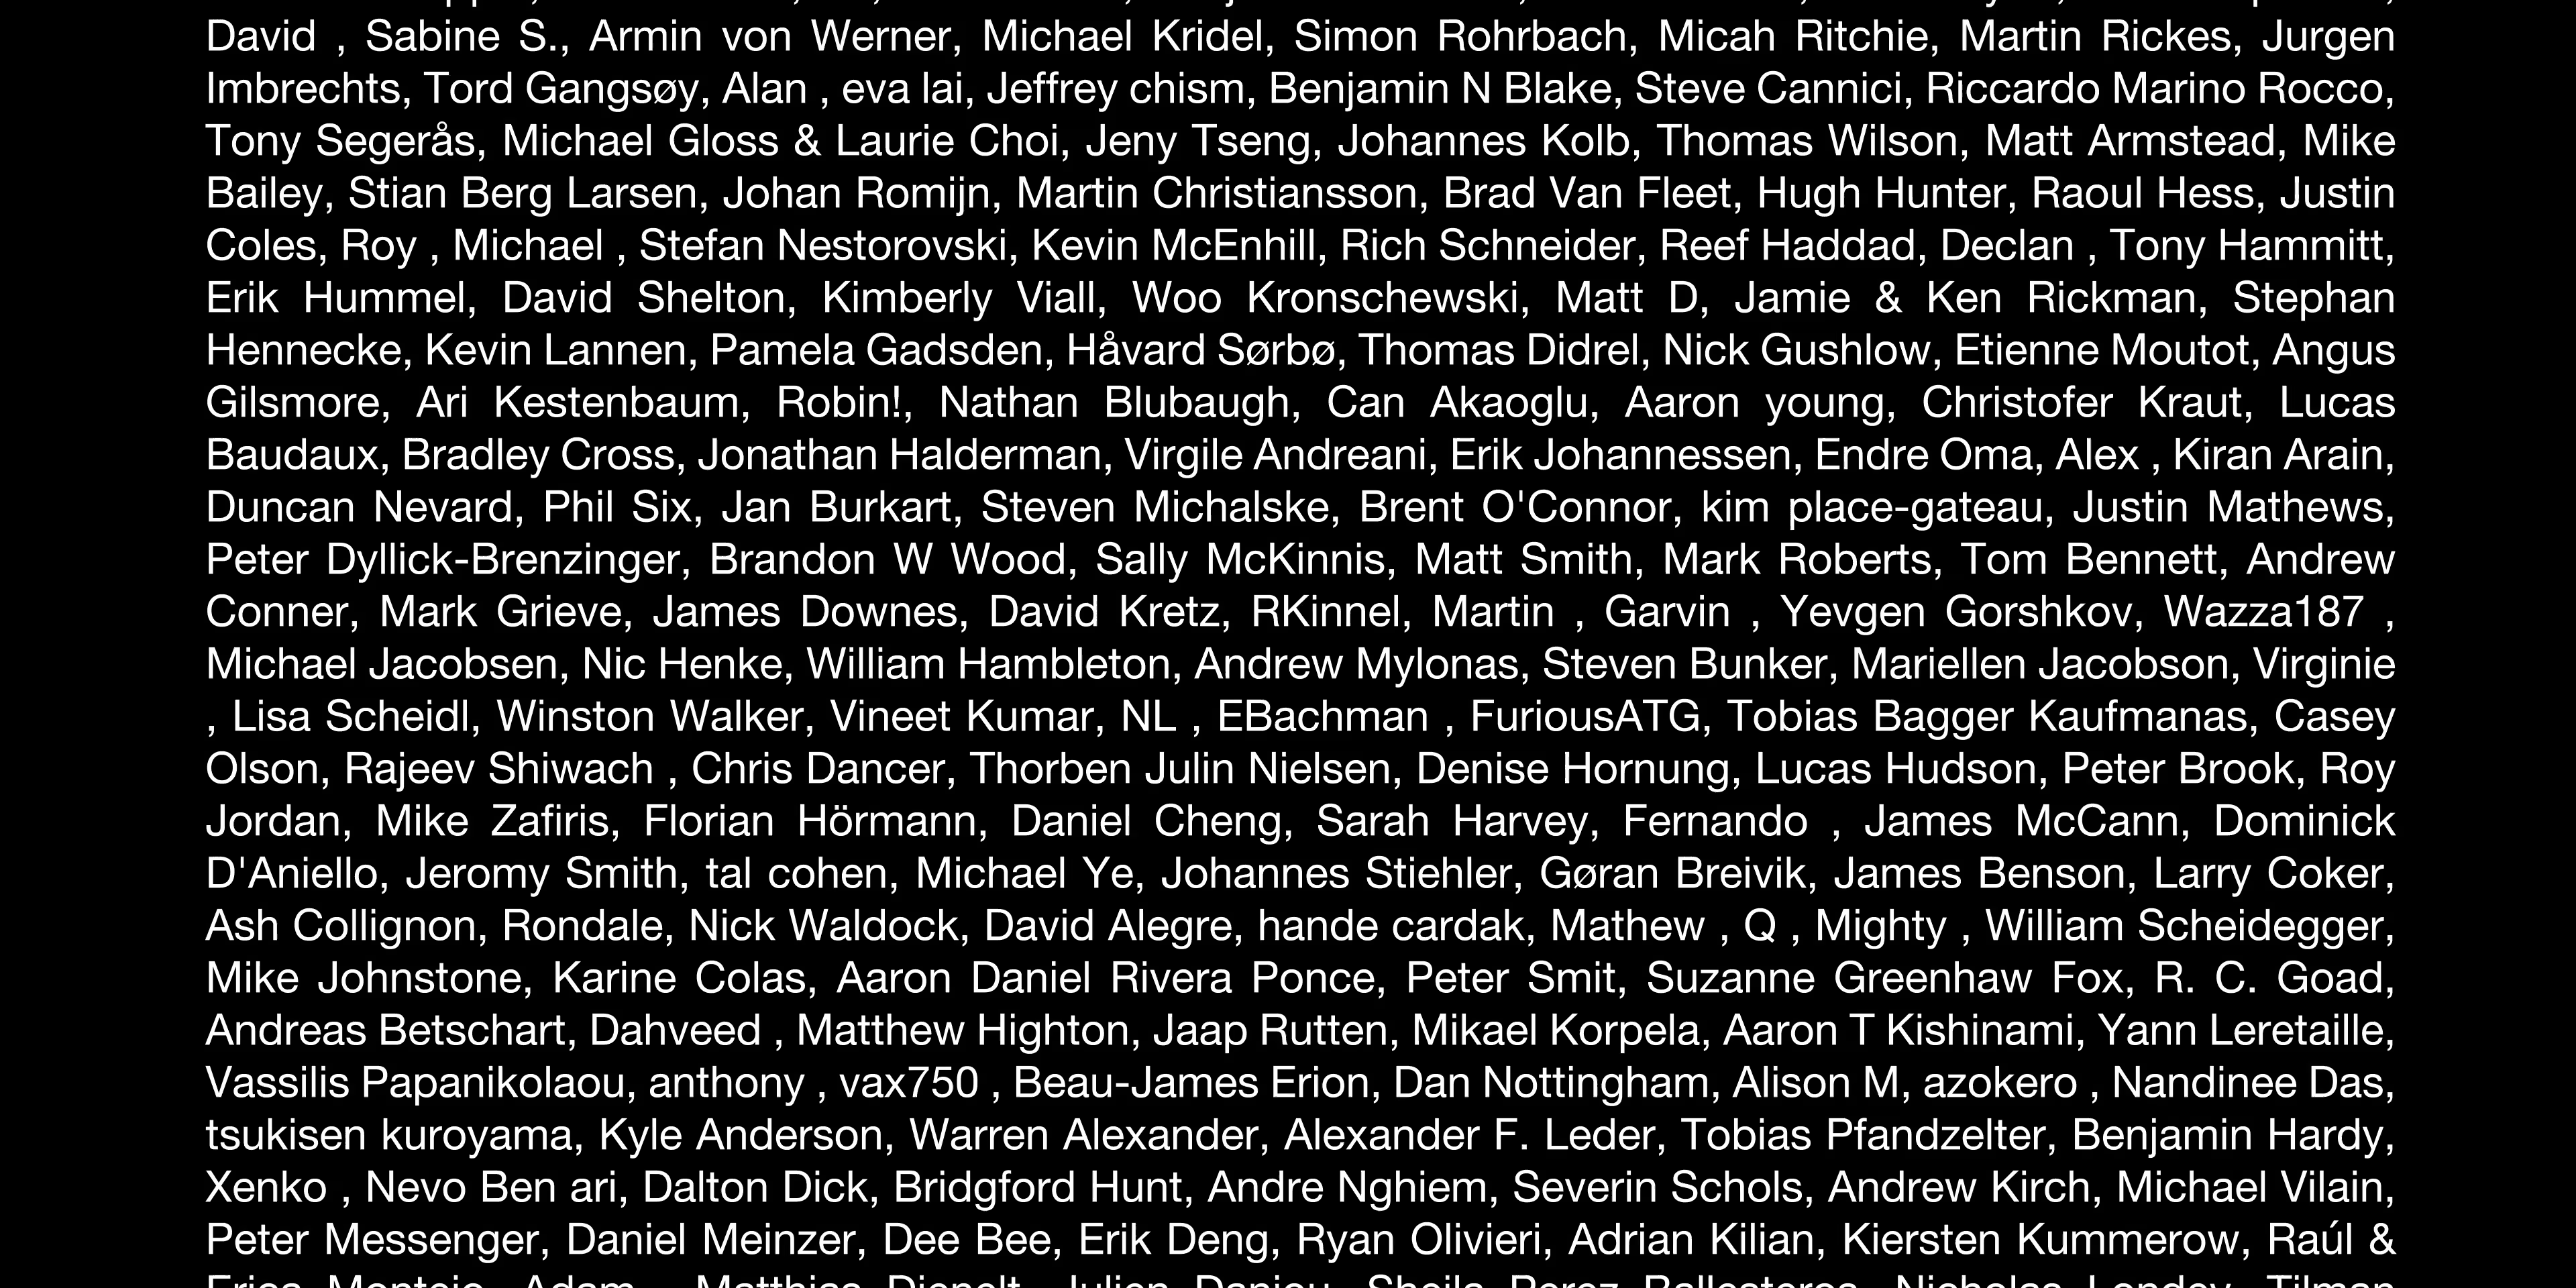 David , Sabine S., Armin von Werner, Michael Kridel, Simon Rohrbach, Micah Ritchie, Martin Rickes, Jurgen
Imbrechts, Tord Gangsøy, Alan , eva lai, Jeffrey chism, Benjamin N Blake, Steve Cannici, Riccardo Marino Rocco,
Tony Segerås, Michael Gloss & Laurie Choi, Jeny Tseng, Johannes Kolb, Thomas Wilson, Matt Armstead, Mike
Bailey, Stian Berg Larsen, Johan Romijn, Martin Christiansson, Brad Van Fleet, Hugh Hunter, Raoul Hess, Justin
Coles, Roy , Michael , Stefan Nestorovski, Kevin McEnhill, Rich Schneider, Reef Haddad, Declan , Tony Hammitt,
Erik Hummel, David Shelton, Kimberly Viall, Woo Kronschewski, Matt D, Jamie & Ken Rickman, Stephan
Hennecke, Kevin Lannen, Pamela Gadsden, Håvard Sørbø, Thomas Didrel, Nick Gushlow, Etienne Moutot, Angus
Gilsmore, Ari Kestenbaum, Robin!, Nathan Blubaugh, Can Akaoglu, Aaron young, Christofer Kraut, Lucas
Baudaux, Bradley Cross, Jonathan Halderman, Virgile Andreani, Erik Johannessen, Endre Oma, Alex , Kiran Arain,
Duncan Nevard, Phil Six, Jan Burkart, Steven Michalske, Brent O'Connor, kim place-gateau, Justin Mathews,
Peter Dyllick-Brenzinger, Brandon W Wood, Sally McKinnis, Matt Smith, Mark Roberts, Tom Bennett, Andrew
Conner, Mark Grieve, James Downes, David Kretz, RKinnel, Martin , Garvin , Yevgen Gorshkov, Wazza187 ,
Michael Jacobsen, Nic Henke, William Hambleton, Andrew Mylonas, Steven Bunker, Mariellen Jacobson, Virginie
, Lisa Scheidl, Winston Walker, Vineet Kumar, NL , EBachman , FuriousATG, Tobias Bagger Kaufmanas, Casey
Olson, Rajeev Shiwach , Chris Dancer, Thorben Julin Nielsen, Denise Hornung, Lucas Hudson, Peter Brook, Roy
Jordan, Mike Zafiris, Florian Hörmann, Daniel Cheng, Sarah Harvey, Fernando , James McCann, Dominick
D'Aniello, Jeromy Smith, tal cohen, Michael Ye, Johannes Stiehler, Gøran Breivik, James Benson, Larry Coker,
Ash Collignon, Rondale, Nick Waldock, David Alegre, hande cardak, Mathew , Q , Mighty , William Scheidegger,
Mike Johnstone, Karine Colas, Aaron Daniel Rivera Ponce, Peter Smit, Suzanne Greenhaw Fox, R. C. Goad,
Andreas Betschart, Dahveed , Matthew Highton, Jaap Rutten, Mikael Korpela, Aaron T Kishinami, Yann Leretaille,
Vassilis Papanikolaou, anthony , vax750 , Beau-James Erion, Dan Nottingham, Alison M, azokero , Nandinee Das,
tsukisen kuroyama, Kyle Anderson, Warren Alexander, Alexander F. Leder, Tobias Pfandzelter, Benjamin Hardy,
Xenko , Nevo Ben ari, Dalton Dick, Bridgford Hunt, Andre Nghiem, Severin Schols, Andrew Kirch, Michael Vilain,
Peter Messenger, Daniel Meinzer, Dee Bee, Erik Deng, Ryan Olivieri, Adrian Kilian, Kiersten Kummerow, Raúl &